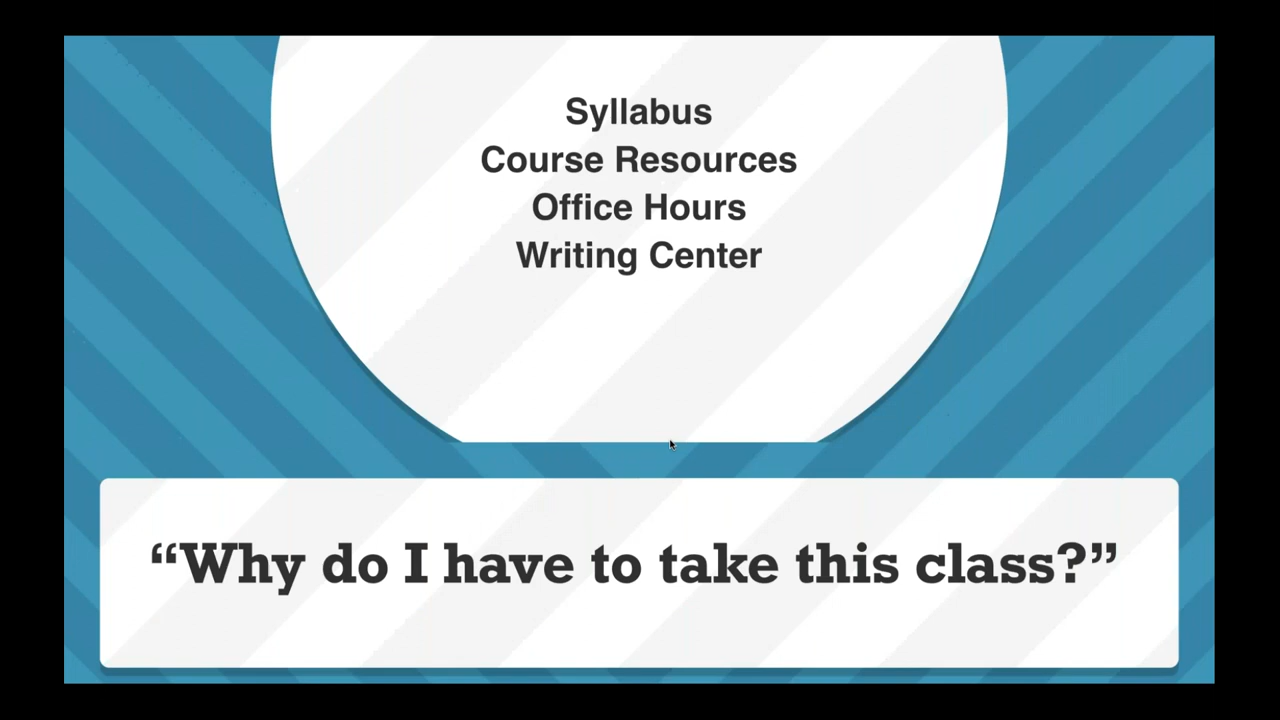 Syllabus
Course Resources
Office Hours
Writing Center
“Why do I have to take this class?”